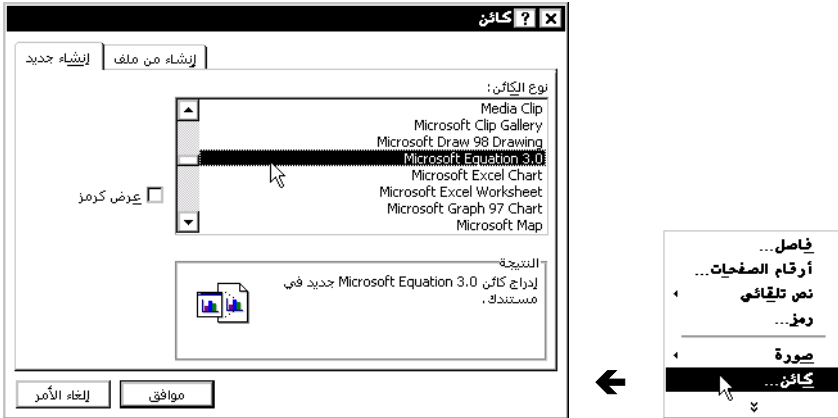 كائن
إنشاء جديد
إنشاء من ملف
نوع الكائن:
Media Clip
Microsoft Clip Gallery
Microsoft Draw 98 Drawing
Microsoft Equation 3.0
Microsoft Excel Chart
Microsoft Excel Worksheet
Microsoft Graph 97 Chart
Microsoft Map
عرض كرمز
النتيجة
إدراج كائن Microsoft Equation 3.0 جديد في
مستندك.
موافق
إلغاء الأمر
فاصل...
أرقام الصفحات...
نص تلقائي
رمز...
صورة
كائن...